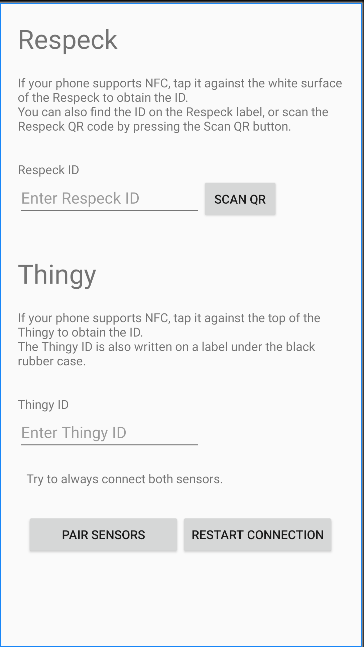 Respeck
If your phone supports NFC, tap it against the white surface
of the Respeck to obtain the ID.
You can also find the ID on the Respeck label, or scan the
Respeck QR code by pressing the Scan QR button.
Respeck ID
Enter Respeck ID
SCAN QR
Thingy
If your phone supports NFC, tap it against the top of the
Thingy to obtain the ID.
The Thingy ID is also written on a label under the black
rubber case.
Thingy ID
Enter Thingy ID
Try to always connect both sensors.
PAIR SENSORS
RESTART CONNECTION